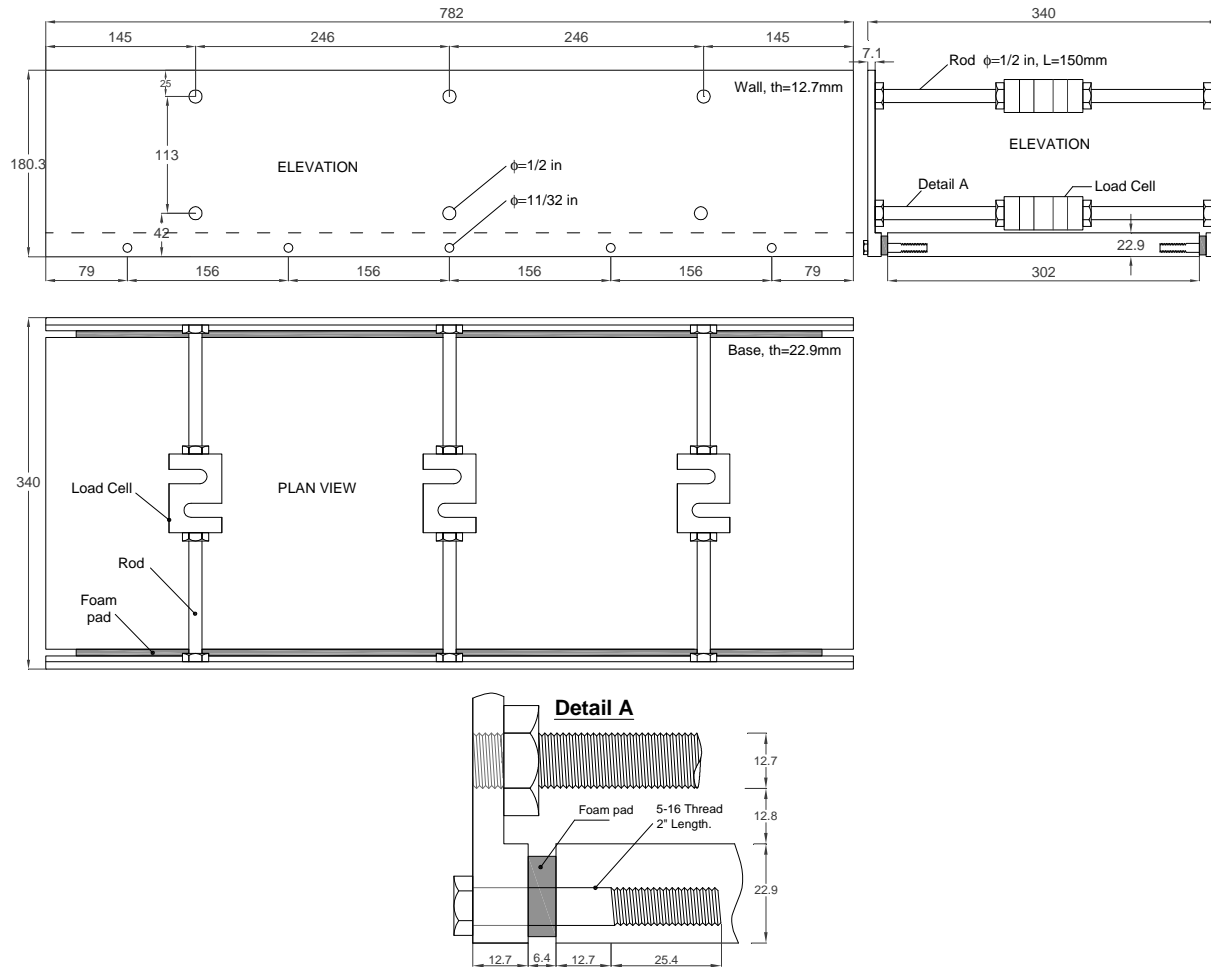 782
145
246
246
145
25
Wall, th=12.7mm
113
180.3
ELEVATION
ϕ=1/2 in
ϕ=11/32 in
42
79
156
156
156
156
79
340
7.1
Rod ϕ=1/2 in, L=150mm
ELEVATION
Detail A
Load Cell
22.9
302
Base, th=22.9mm
340
Load Cell
PLAN VIEW
Rod
Foam
pad
Detail A
12.7
Foam pad
5-16 Thread
2" Length.
12.8
22.9
12.7
6.4
12.7
25.4